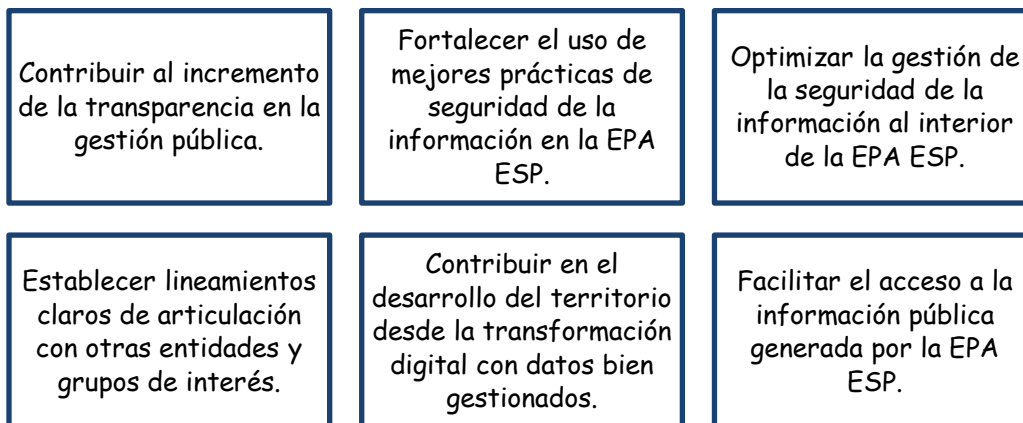 Contribuir al incremento
de la transparencia en la
gestión pública.
Fortalecer el uso de
mejores prácticas de
seguridad de la
información en la EPA
ESP.
Optimizar la gestión de
la seguridad de la
información al interior
de la EPA ESP.
Establecer lineamientos
claros de articulación
con otras entidades y
grupos de interés.
Contribuir en el
desarrollo del territorio
desde la transformación
digital con datos bien
gestionados.
Facilitar el acceso a la
información pública
generada por la EPA
ESP.